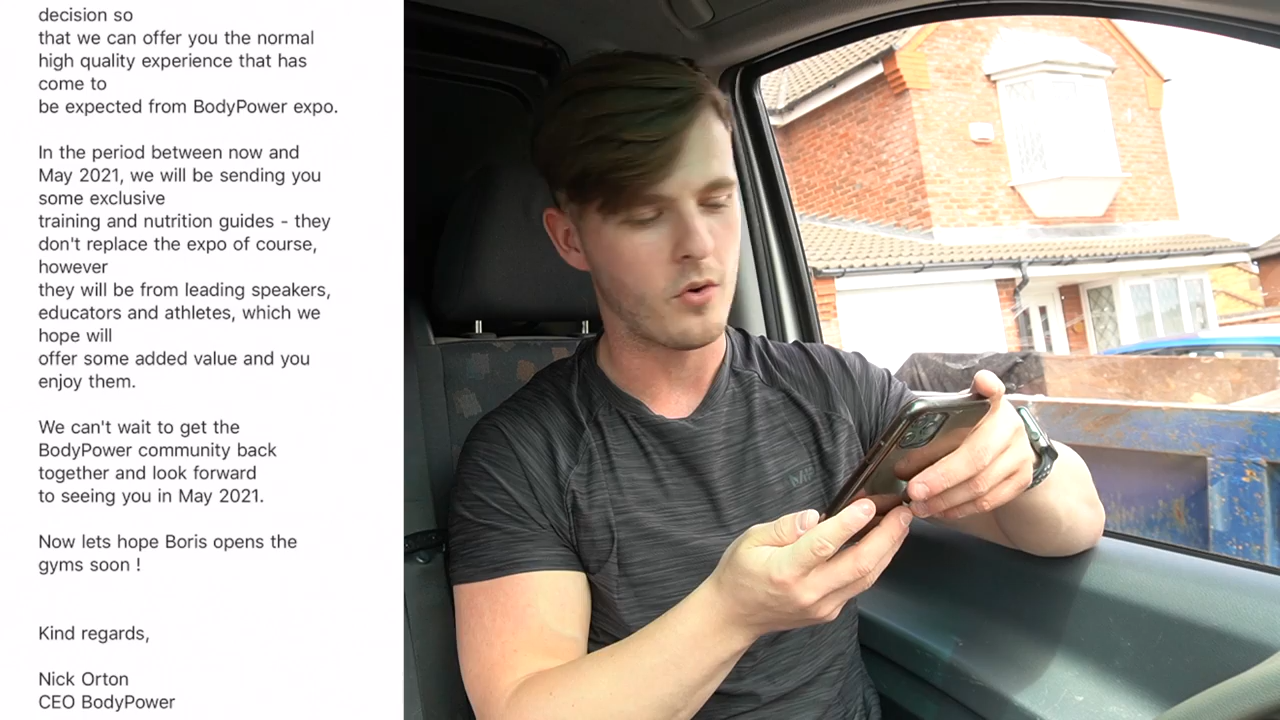 decision so
that we can offer you the normal
high quality experience that has
come to
be expected from BodyPower expo.
In the period between now and
May 2021, we will be sending you
some exclusive
training and nutrition guides - they
don't replace the expo of course,
however
they will be from leading speakers,
educators and athletes, which we
hope will
offer some added value and you
enjoy them.
We can't wait to get the
BodyPower community back
together and look forward
to seeing you in May 2021.
Now lets hope Boris opens the
gyms soon !
Kind regards,
Nick Orton
CEO BodyPower
MP